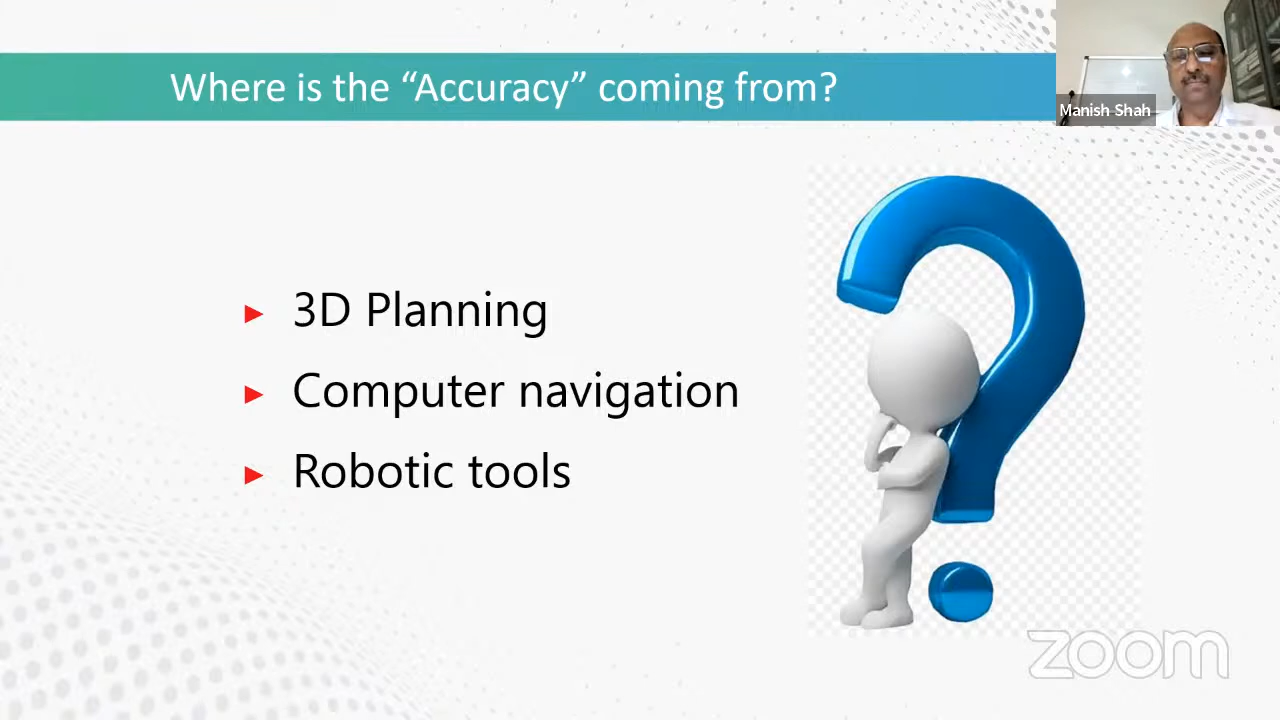 Where is the “Accuracy” coming from?
Manish Shah
► 3D Planning
► Computer navigation
► Robotic tools
zoom